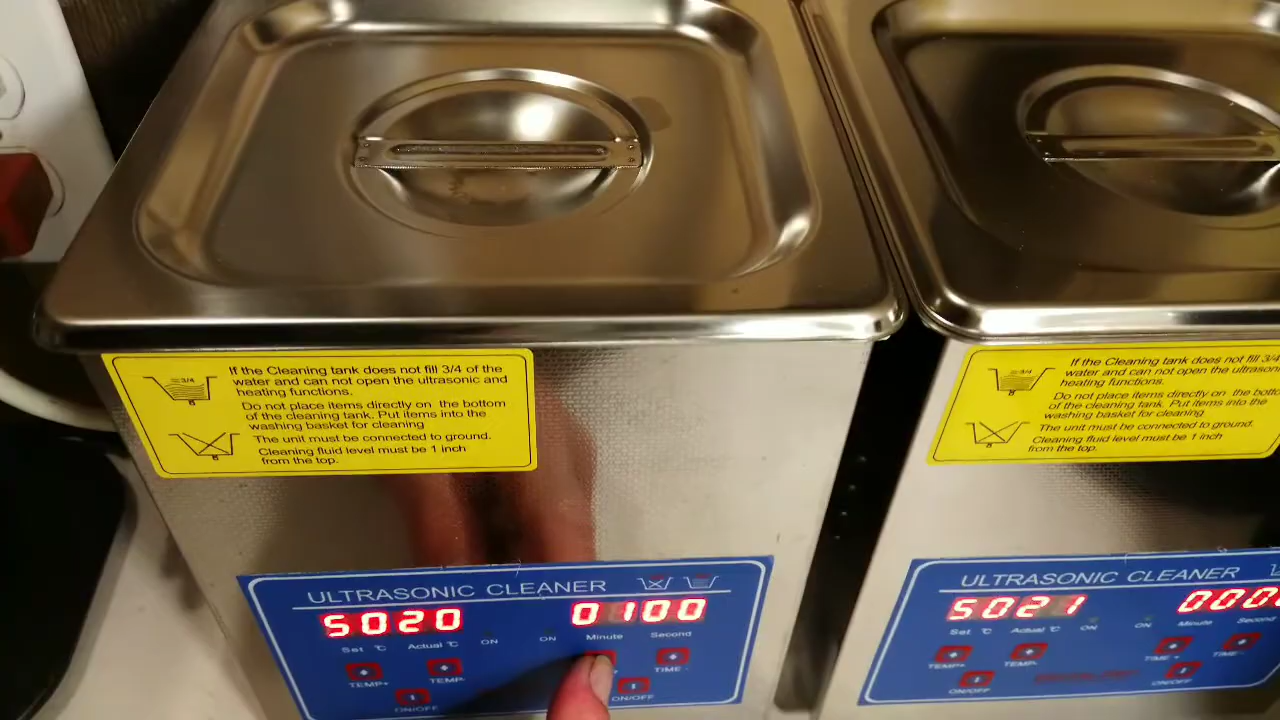 ≈3/4
If the Cleaning tank does not fill 3/4 of the
water and can not open the ultrasonic and
heating functions.
Do not place items directly on the bottom
of the cleaning tank. Put items into the
washing basket for cleaning
The unit must be connected to ground.
Cleaning fluid level must be 1 inch
from the top.
ULTRASONIC CLEANER
5020 0100
Set °C Actual °C ON ON Minute Second
TEMP+ TEMP- TIME-
ON/OFF ON/OFF
≈3/4
If the Cleaning tank does not fill 3/4
water and can not open the ultrasonic
heating functions.
Do not place items directly on the
of the cleaning tank. Put items into the
washing basket for cleaning
The unit must be connected to ground.
Cleaning fluid level must be 1 inch
from the top.
ULTRASONIC CLEANER
5021 000
Set °C Actual °C ON ON Minute Second
TEMP+ TEMP- TIME+ TIME-
ON/OFF ON/OFF